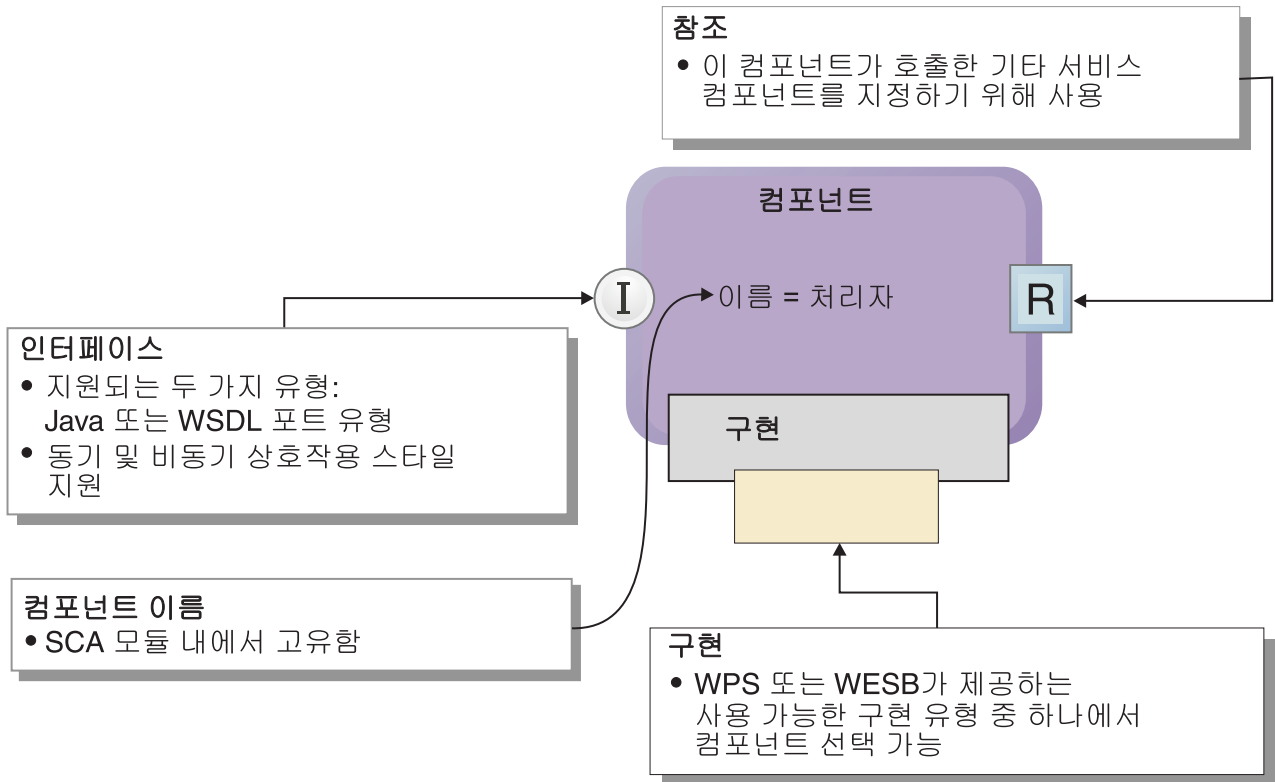 참조
• 이 컴포넌트가 호출한 기타 서비스
컴포넌트를 지정하기 위해 사용
컴포넌트
I
이름 = 처리자
R
인터페이스
• 지원되는 두 가지 유형:
Java 또는 WSDL 포트 유형
• 동기 및 비동기 상호작용 스타일
지원
구현
컴포넌트 이름
• SCA 모듈 내에서 고유함
구현
• WPS 또는 WESB가 제공하는
사용 가능한 구현 유형 중 하나에서
컴포넌트 선택 가능